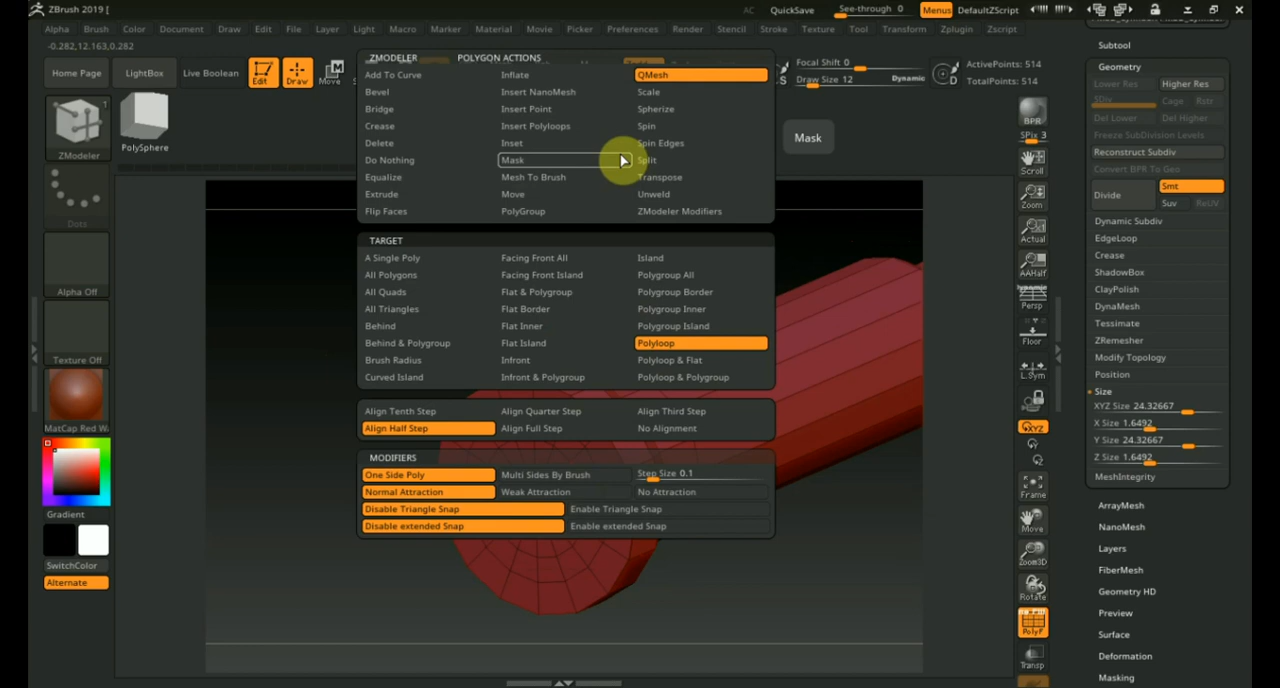 ZBrush 2019 [
AC QuickSave See-through 0 Menus DefaultZScript
Alpha Brush Color Document Draw Edit File Layer Light Macro Marker Material Movie Picker Preferences Render Stencil Stroke Texture Tool Transform Zplugin Zscript
-0.282,12.163,0.282
Home Page LightBox Live Boolean Edit Draw Move
Focal Shift 0
Draw Size 12 Dynamic
ActivePoints: 514
TotalPoints: 514
ZModeler
1
PolySphere
Dots
Alpha Off
Texture Off
MatCap Red Wa
Gradient
SwitchColor
Alternate
ZMODELER POLYGON ACTIONS
Add To Curve Inflate QMesh
Bevel Insert NanoMesh Scale
Bridge Insert Point Spherize
Crease Insert Polyloops Spin
Delete Inset Spin Edges
Do Nothing Mask Split
Equalize Mesh To Brush Transpose
Extrude Move Unweld
Flip Faces PolyGroup ZModeler Modifiers
Mask
TARGET
A Single Poly Facing Front All Island
All Polygons Facing Front Island Polygroup All
All Quads Flat & Polygroup Polygroup Border
All Triangles Flat Border Polygroup Inner
Behind Flat Inner Polygroup Island
Behind & Polygroup Flat Island Polyloop
Brush Radius Infront Polyloop & Flat
Curved Island Infront & Polygroup Polyloop & Polygroup
Align Tenth Step Align Quarter Step Align Third Step
Align Half Step Align Full Step No Alignment
MODIFIERS
One Side Poly Multi Sides By Brush Step Size 0.1
Normal Attraction Weak Attraction No Attraction
Disable Triangle Snap Enable Triangle Snap
Disable extended Snap Enable extended Snap
BPR
SPix 3
Scroll
Zoom
Actual
AAHalf
Dynamic
Persp
Floor
L.Sym
XYZ
Frame
Move
Zoom3D
Rotate
PolyF
Transp
Subtool
Geometry
Lower Res Higher Res
SDiv Cage Rstr
Del Lower Del Higher
Freeze SubDivision Levels
Reconstruct Subdiv
Convert BPR To Geo
Divide Smt
Suv ReUV
Dynamic Subdiv
EdgeLoop
Crease
ShadowBox
ClayPolish
DynaMesh
Tessimate
ZRemesher
Modify Topology
Position
Size
XYZ Size 24.32667
X Size 1.6492
Y Size 24.32667
Z Size 1.6492
MeshIntegrity
ArrayMesh
NanoMesh
Layers
FiberMesh
Geometry HD
Preview
Surface
Deformation
Masking